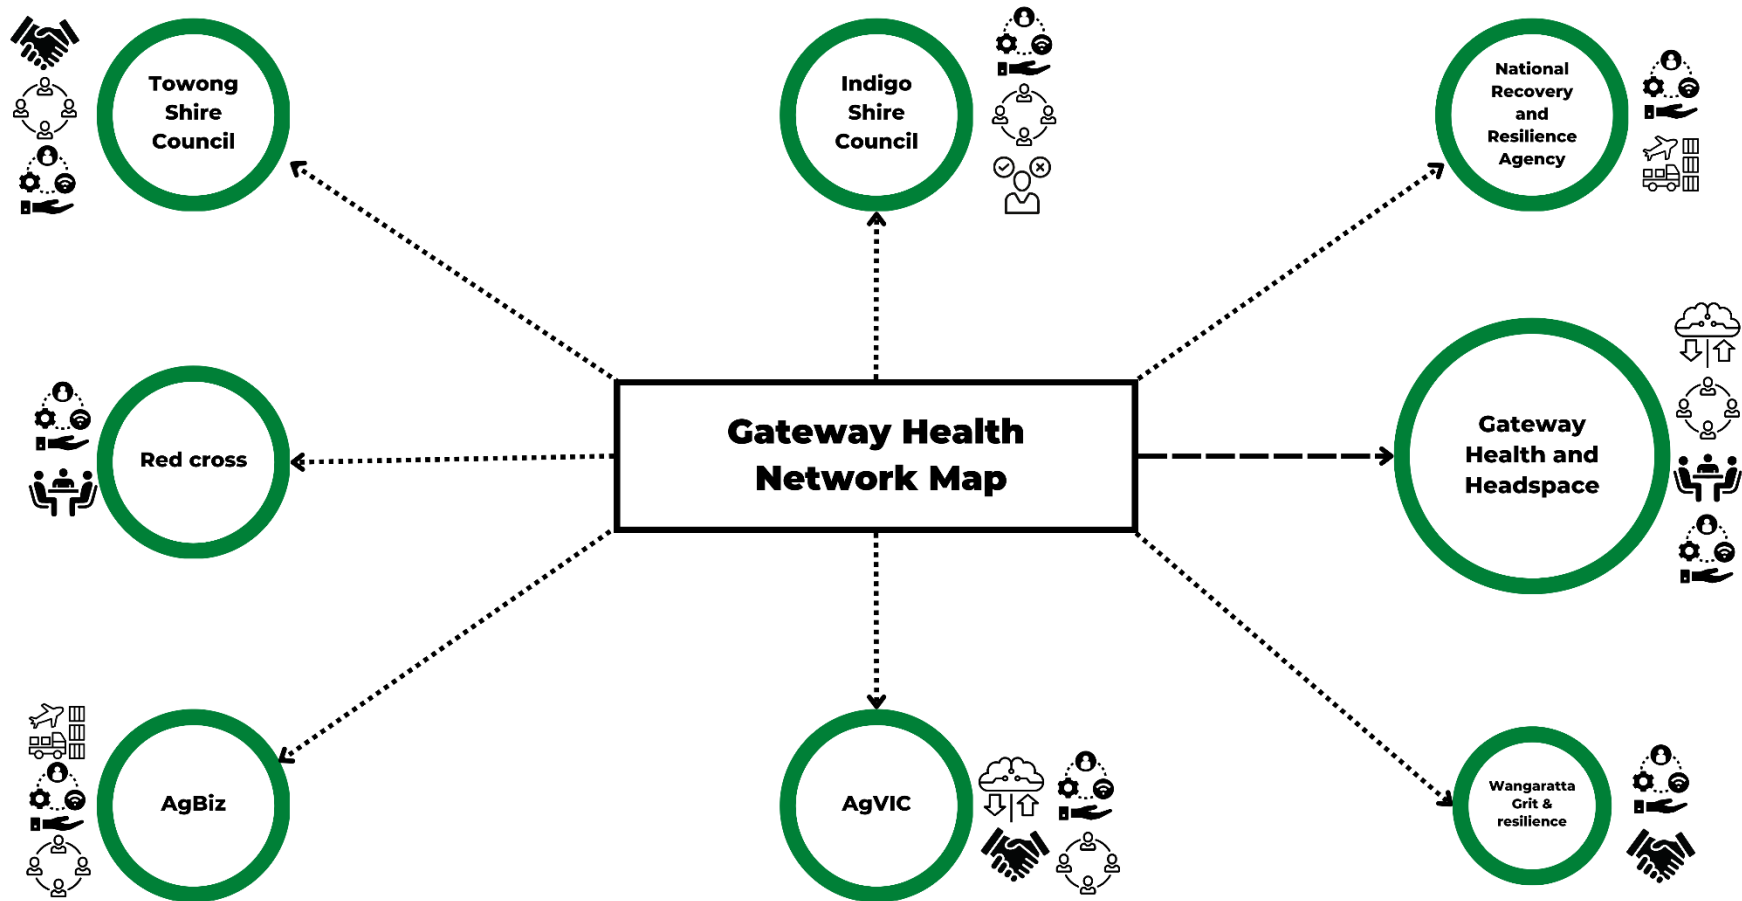 Towong
Shire
Council
Indigo
Shire
Council
National
Recovery
and
Resilience
Agency
Red cross
Gateway Health
Network Map
Gateway
Health and
Headspace
AgBiz
AgVIC
Wangaratta
Grit &
resilience